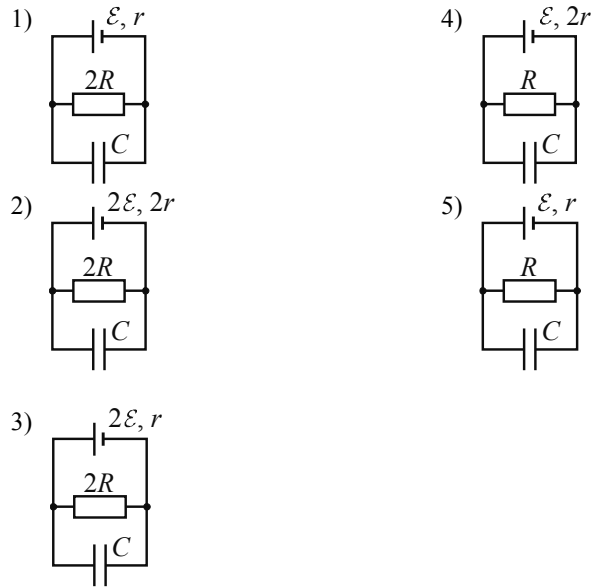 1)
ℰ, r
2R
C
2)
2ℰ, 2r
2R
C
3)
2ℰ, r
2R
C
4)
ℰ, 2r
R
C
5)
ℰ, r
R
C